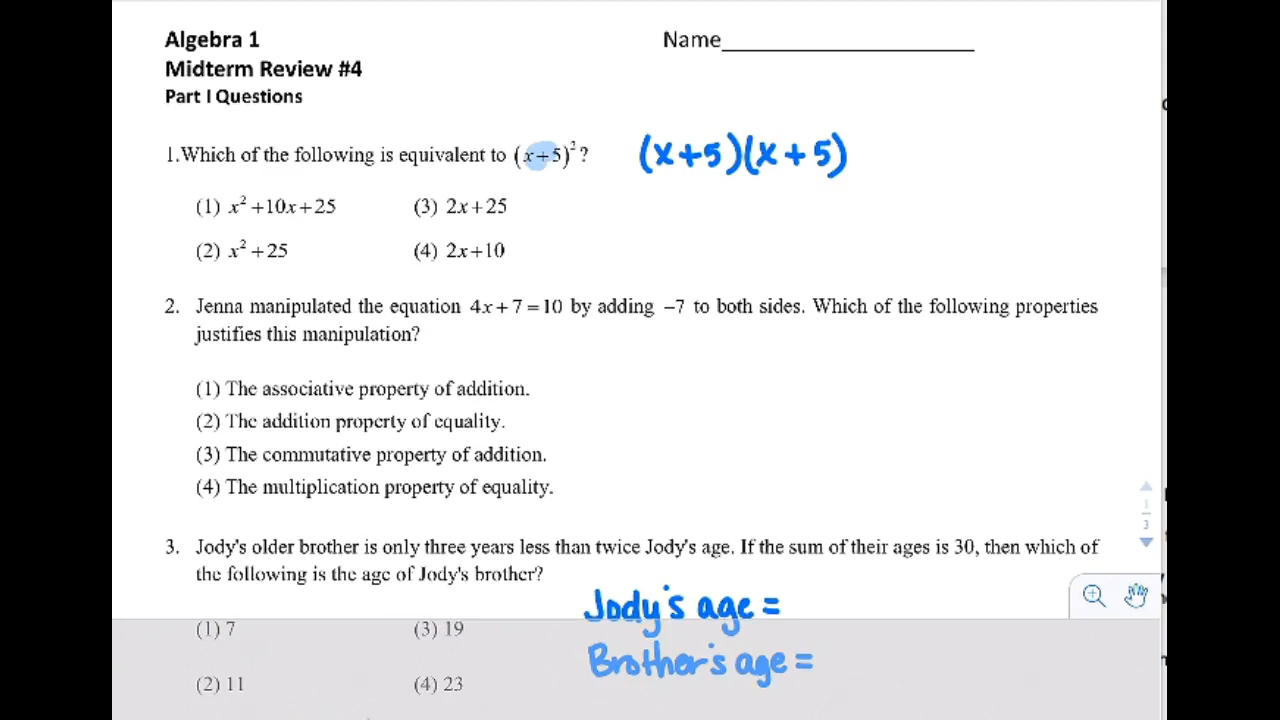 Algebra 1
Name____________________
Midterm Review #4
Part I Questions
1.Which of the following is equivalent to (x+5)²?
(x+5)(x+5)
(1) x²+10x+25
(3) 2x+25
(2) x²+25
(4) 2x+10
2. Jenna manipulated the equation 4x+7=10 by adding −7 to both sides. Which of the following properties
justifies this manipulation?
(1) The associative property of addition.
(2) The addition property of equality.
(3) The commutative property of addition.
(4) The multiplication property of equality.
1
3
3. Jody's older brother is only three years less than twice Jody's age. If the sum of their ages is 30, then which of
the following is the age of Jody's brother?
Jody's age =
(1) 7
(3) 19
Brother's age =
(2) 11
(4) 23